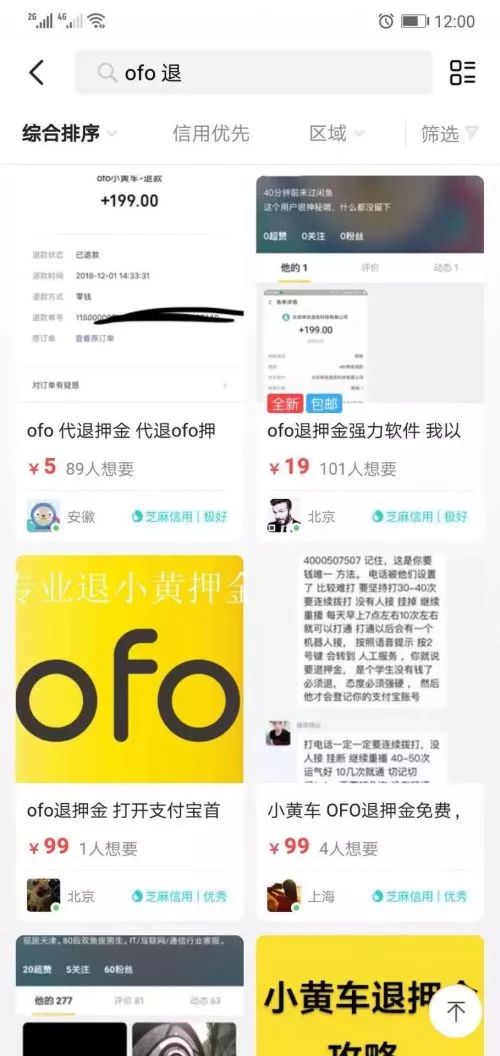 2G 4G 12:00
ofo 退
综合排序 信用优先 区域 筛选
ofo小黄车-退款
+199.00
退款状态 已退款
退款时间 2018-12-01 14:33:31
退款方式 零钱
退款单号
原订单 查看原订单
对订单有疑惑
ofo 代退押金 代退ofo押
¥5 89人想要
安徽 芝麻信用 | 极好
40分钟前来过闲鱼
这个用户很神秘哦、什么都没留下
0超赞 0关注 0粉丝
他的 1 评价 动态 1
账单详情
+199.00
全新 包邮
ofo退押金强力软件 我以
¥19 101人想要
北京 芝麻信用 | 极好
专业退小黄押金
ofo
ofo退押金 打开支付宝首
¥99 1人想要
北京 芝麻信用 | 优秀
4000507507 记住，这是你要
钱唯一 方法。 电话被他们设置
了 比较难打 要坚持打30-40次
要连续拨打 没有人接 挂掉 继续
重播 每天早上7点左右10次左右
就可以打通 打通以后会有一个
机器人接， 按照语音提示 按2
号键 会转到 人工服务 ，你就说
要退押金， 是个学生没有钱了
必须退， 态度必须强硬 ， 然后
他才会登记你的支付宝账号
打电话一定一定要连续拨打，没
人接 挂断 继续重播 40-50次
运气好 10几次就通 切记切
小黄车 OFO退押金免费 ,
¥99 4人想要
上海 芝麻信用 | 优秀
现居天津。80后双鱼座男生。IT/互联网/通信行业客服。
20超赞 5关注 60粉丝
他的 277 评价 81 动态 63
小黄车退押金
攻略